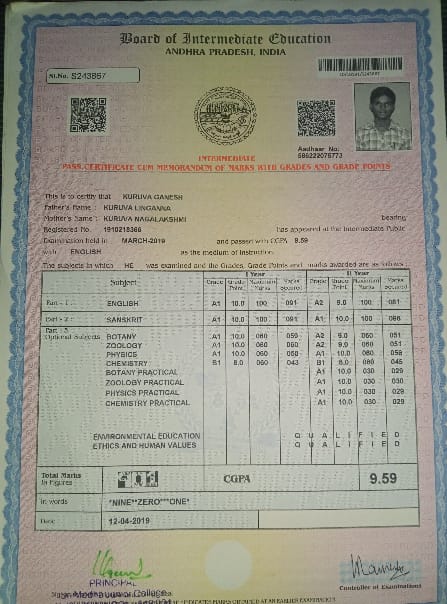 Board of Intermediate Education
ANDHRA PRADESH, INDIA
Sl.No. S243867
Aadhaar No:
586222075773
INTERMEDIATE
PASS CERTIFICATE CUM MEMORANDUM OF MARKS WITH GRADES AND GRADE POINTS
This is to certify that KURUVA GANESH
Father's Name : KURUVA LINGANNA
Mother's Name : KURUVA NAGALAKSHMI bearing
Registered No. 1910218366 has appeared at the Intermediate Public
Examination held in MARCH-2019 and passed with CGPA 9.59
with ENGLISH as the medium of instruction.
The subjects in which HE was examined and the Grades, Grade Points and marks awarded are as follows :
Subject I Year II Year
Grade Grade Point Maximum Marks Marks Secured Grade Grade Point Maximum Marks Marks Secured
Part - 1 ENGLISH A1 10.0 100 091 A2 9.0 100 081
Part - 2 : SANSKRIT A1 10.0 100 091 A1 10.0 100 098
Part - 3
Optional Subjects BOTANY A1 10.0 060 059 A2 9.0 060 051
ZOOLOGY A1 10.0 060 060 A2 9.0 060 051
PHYSICS A1 10.0 060 060 A1 10.0 060 058
CHEMISTRY B1 8.0 060 043 B1 8.0 060 045
BOTANY PRACTICAL A1 10.0 030 029
ZOOLOGY PRACTICAL A1 10.0 030 030
PHYSICS PRACTICAL A1 10.0 030 029
CHEMISTRY PRACTICAL A1 10.0 030 029
ENVIRONMENTAL EDUCATION QUALIFIED
ETHICS AND HUMAN VALUES QUALIFIED
Total Marks
In Figures 901 CGPA 9.59
In words *NINE**ZERO***ONE*
Date 12-04-2019
PRINCIPAL
College
Controller of Examinations